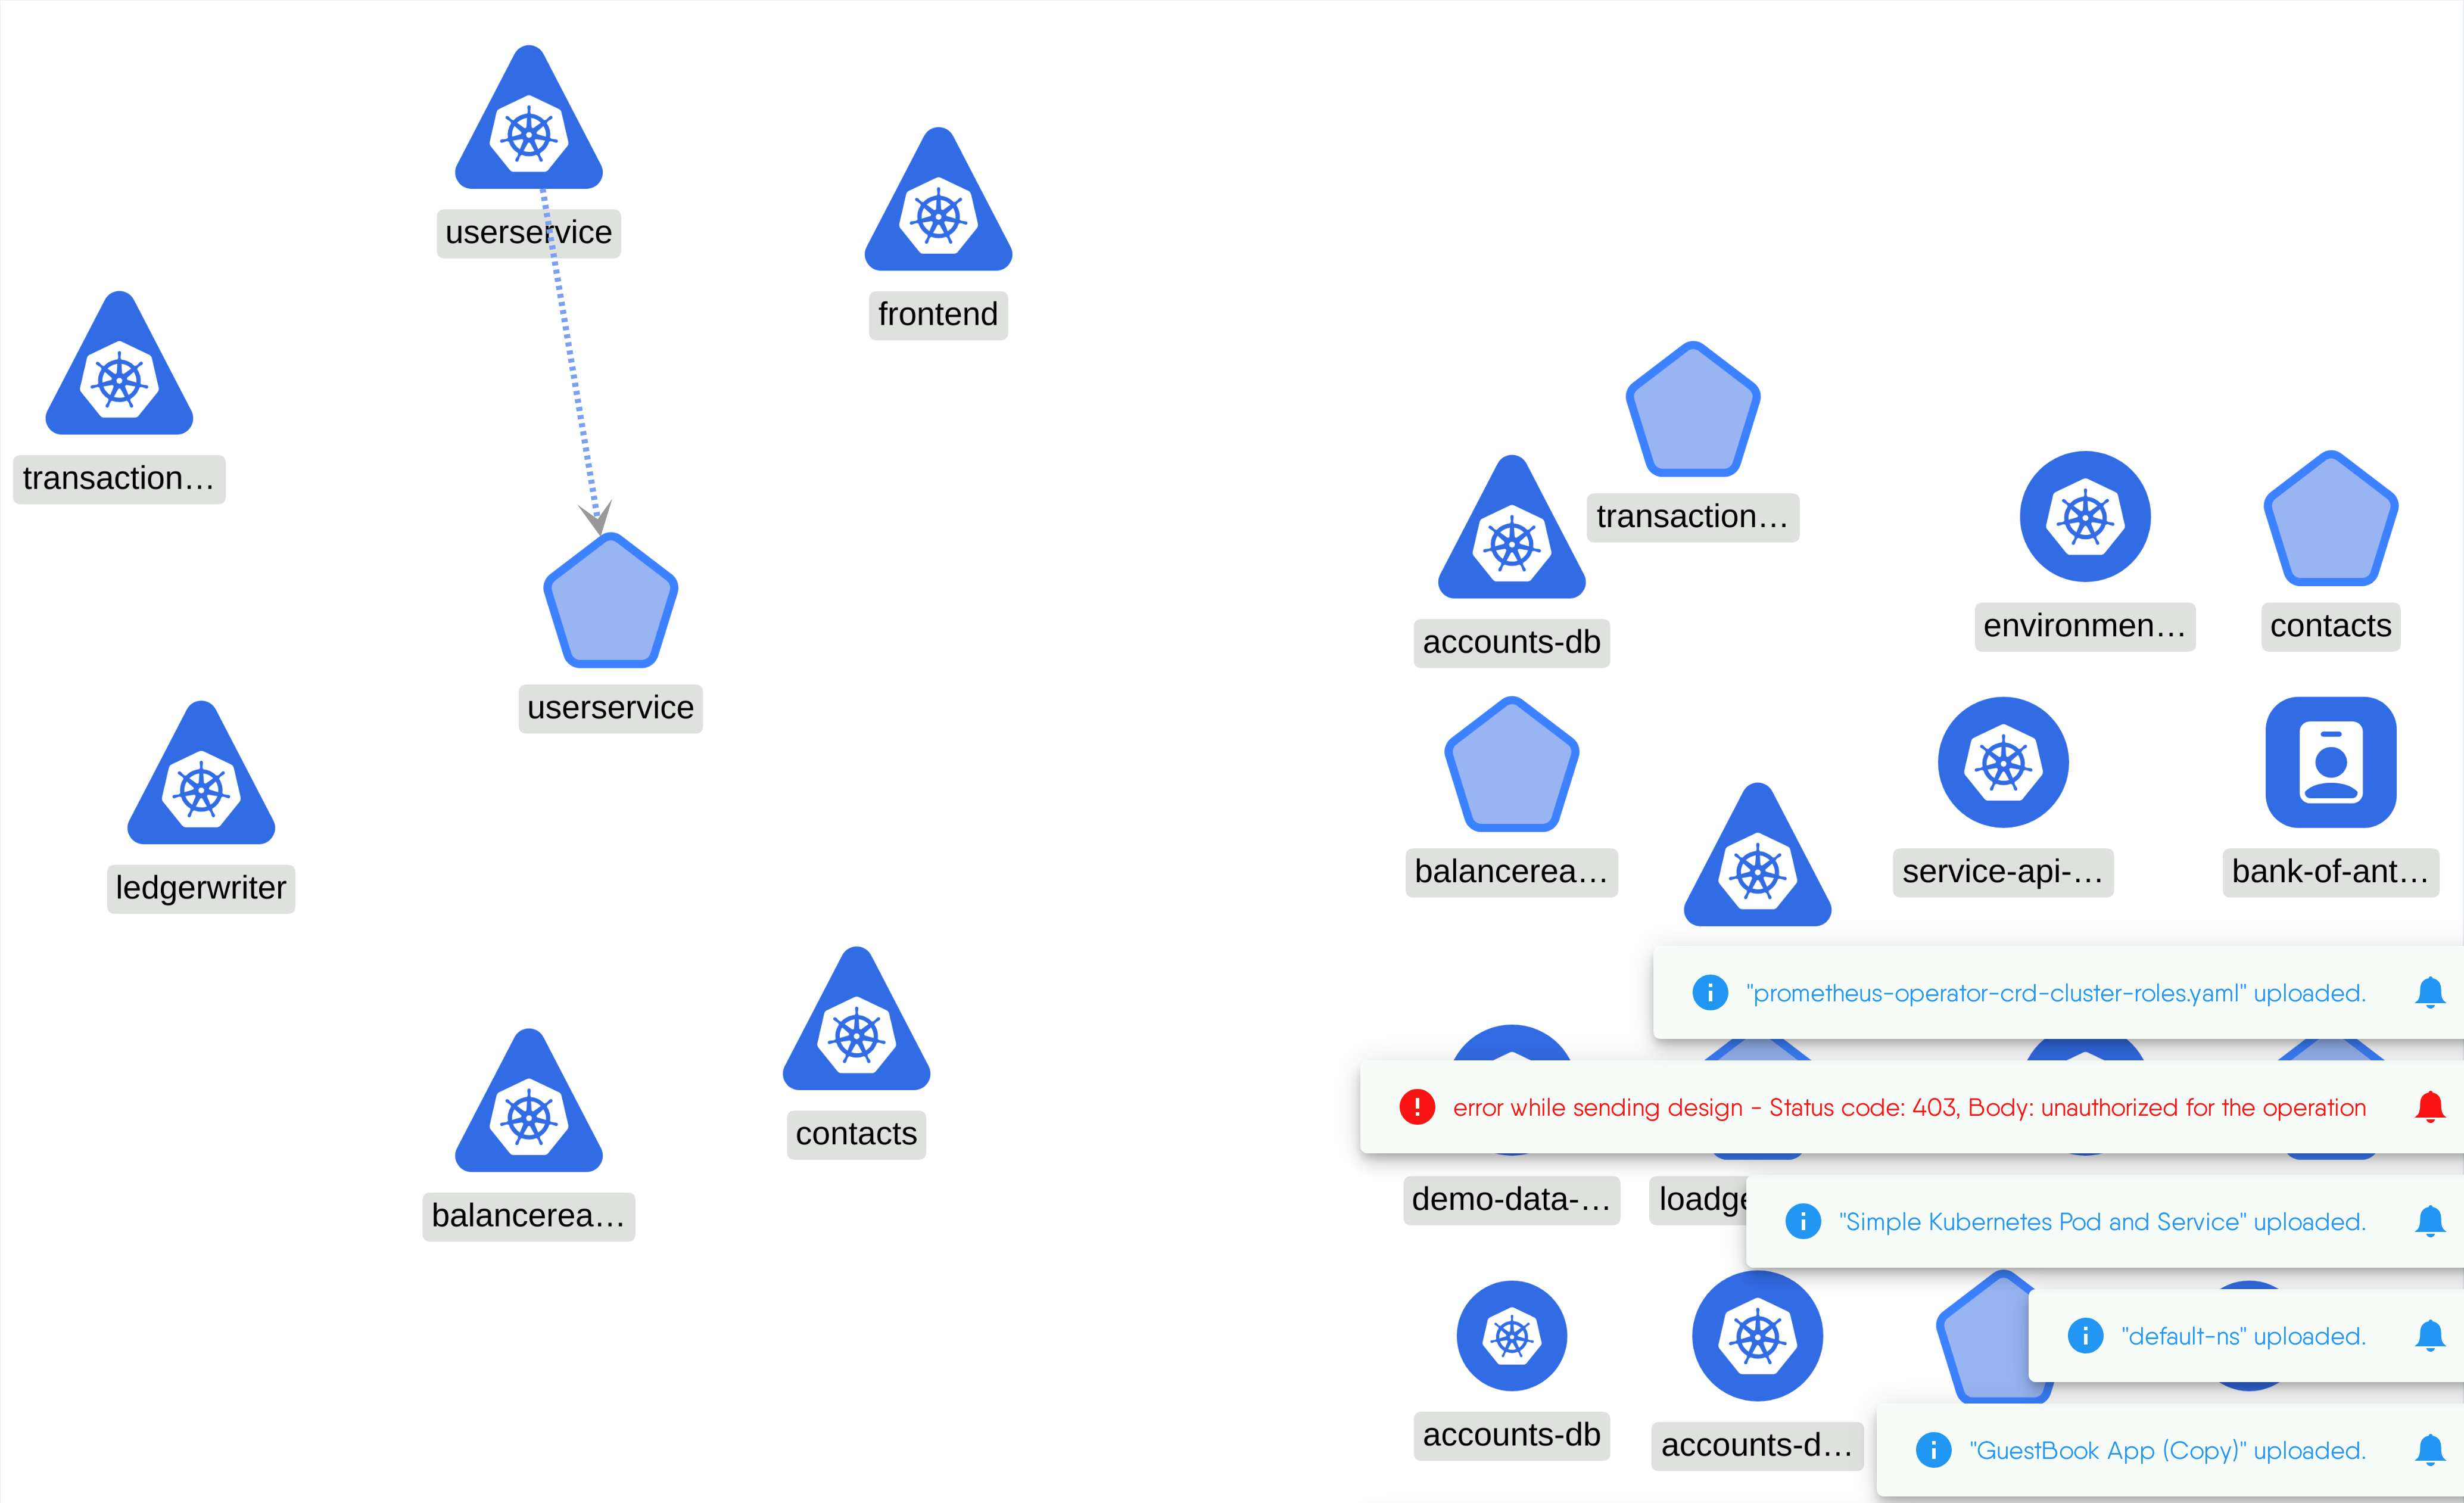 userservice
frontend
transaction…
transaction…
accounts-db
environmen…
contacts
userservice
balancerea…
service-api-…
bank-of-ant…
ledgerwriter
"prometheus-operator-crd-cluster-roles.yaml" uploaded.
error while sending design - Status code: 403, Body: unauthorized for the operation
contacts
demo-data-…
loadge
balancerea…
"Simple Kubernetes Pod and Service" uploaded.
"default-ns" uploaded.
accounts-db
accounts-d…
"GuestBook App (Copy)" uploaded.